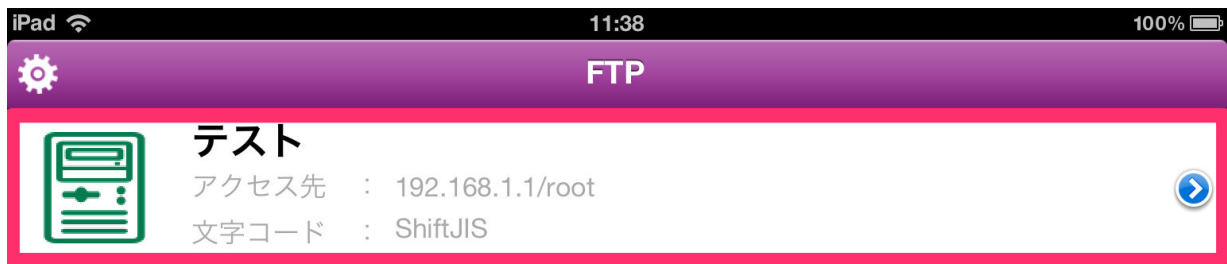 iPad 11:38 100%
FTP
テスト
アクセス先 : 192.168.1.1/root
文字コード : ShiftJIS